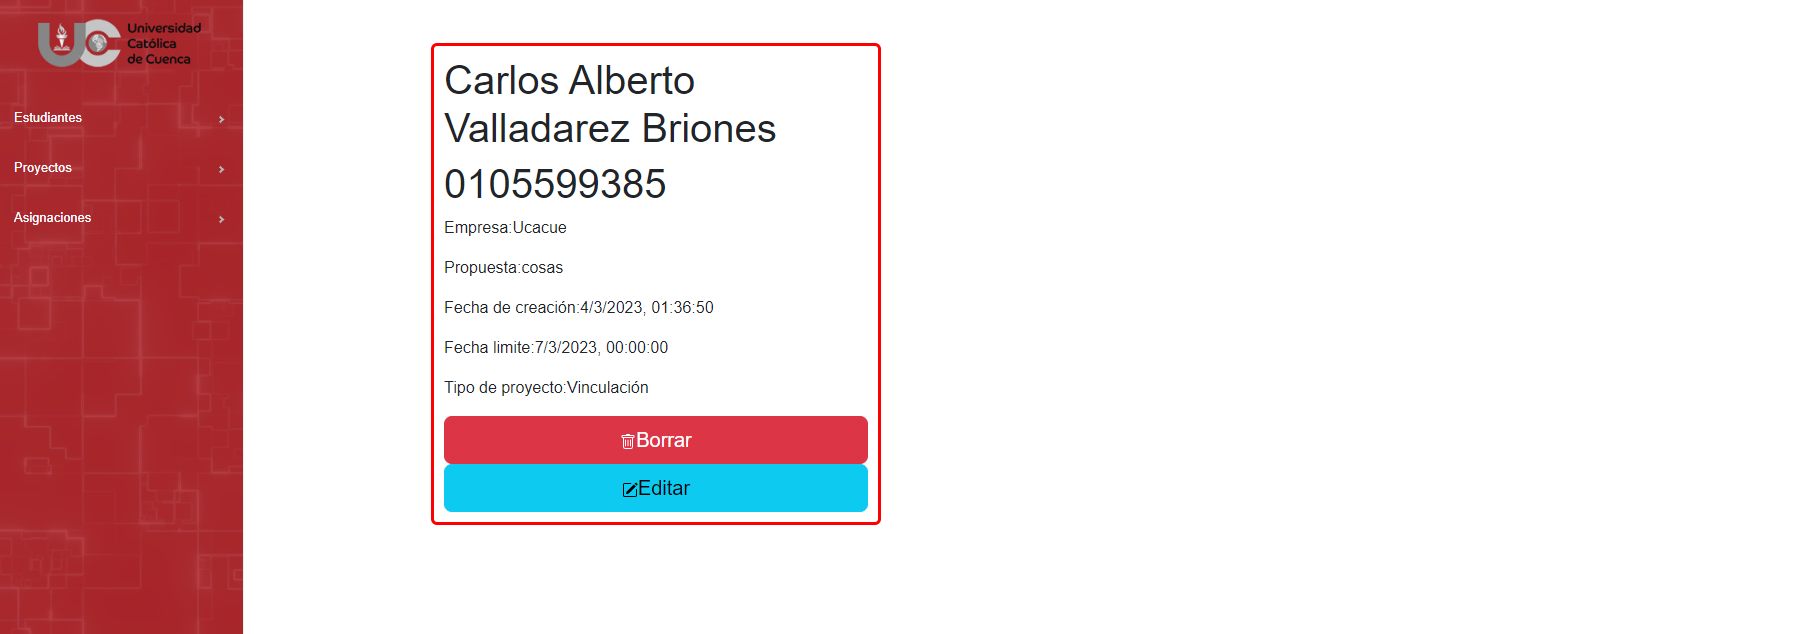 Universidad
Católica
de Cuenca
Estudiantes
Proyectos
Asignaciones
Carlos Alberto
Valladarez Briones
0105599385
Empresa:Ucacue
Propuesta:cosas
Fecha de creación:4/3/2023, 01:36:50
Fecha limite:7/3/2023, 00:00:00
Tipo de proyecto:Vinculación
Borrar
Editar